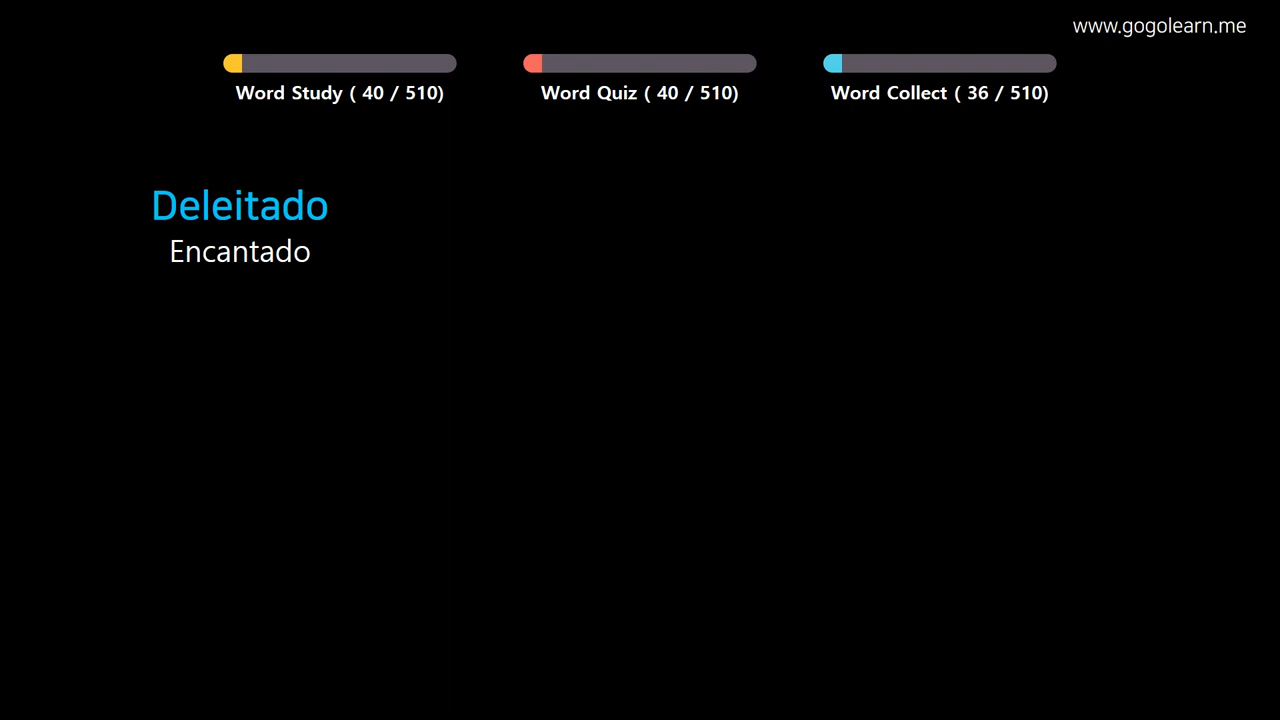 www.gogolearn.me
Word Study ( 40 / 510)
Word Quiz ( 40 / 510)
Word Collect ( 36 / 510)
Deleitado
Encantado